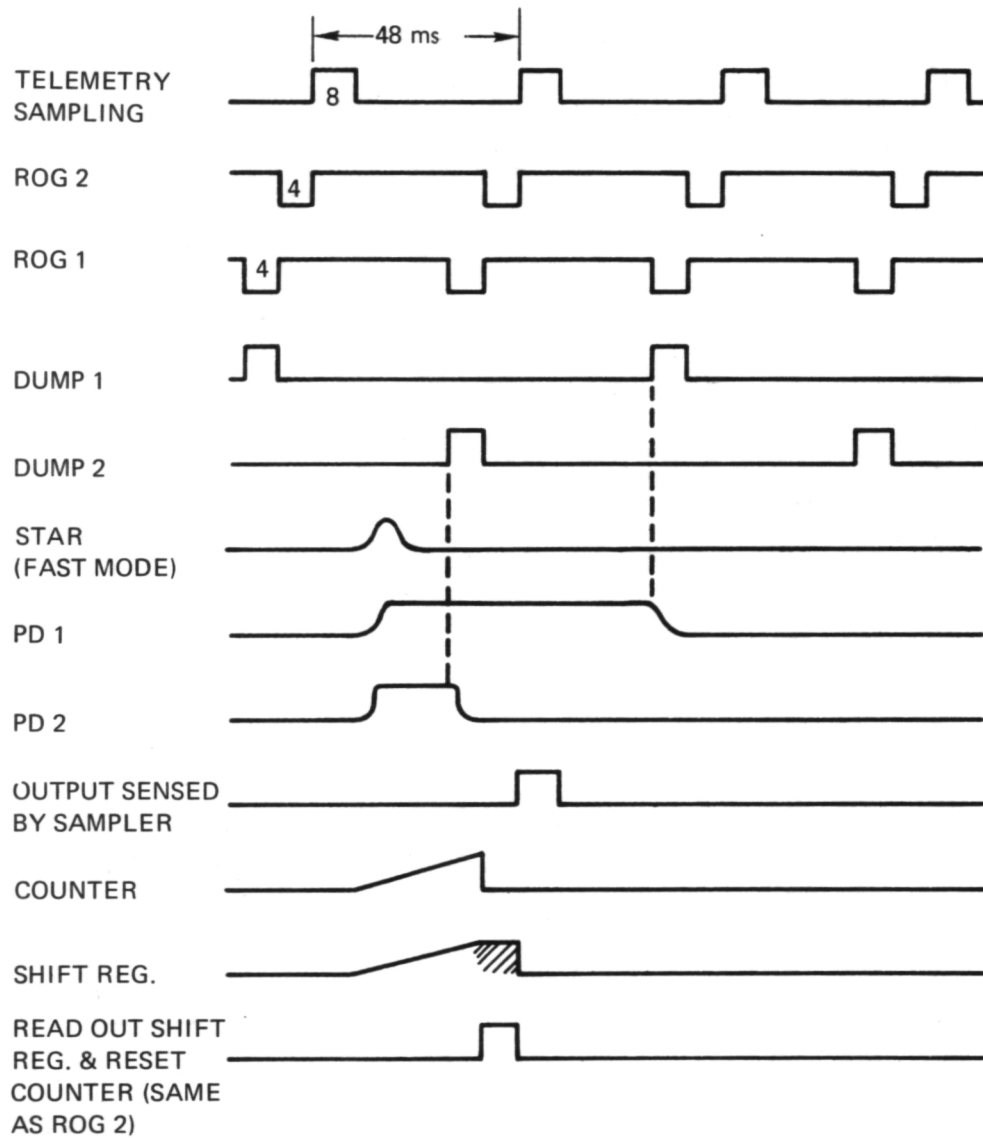 48 ms
TELEMETRY
SAMPLING
8
ROG 2
4
ROG 1
4
DUMP 1
DUMP 2
STAR
(FAST MODE)
PD 1
PD 2
OUTPUT SENSED
BY SAMPLER
COUNTER
SHIFT REG.
READ OUT SHIFT
REG. & RESET
COUNTER (SAME
AS ROG 2)